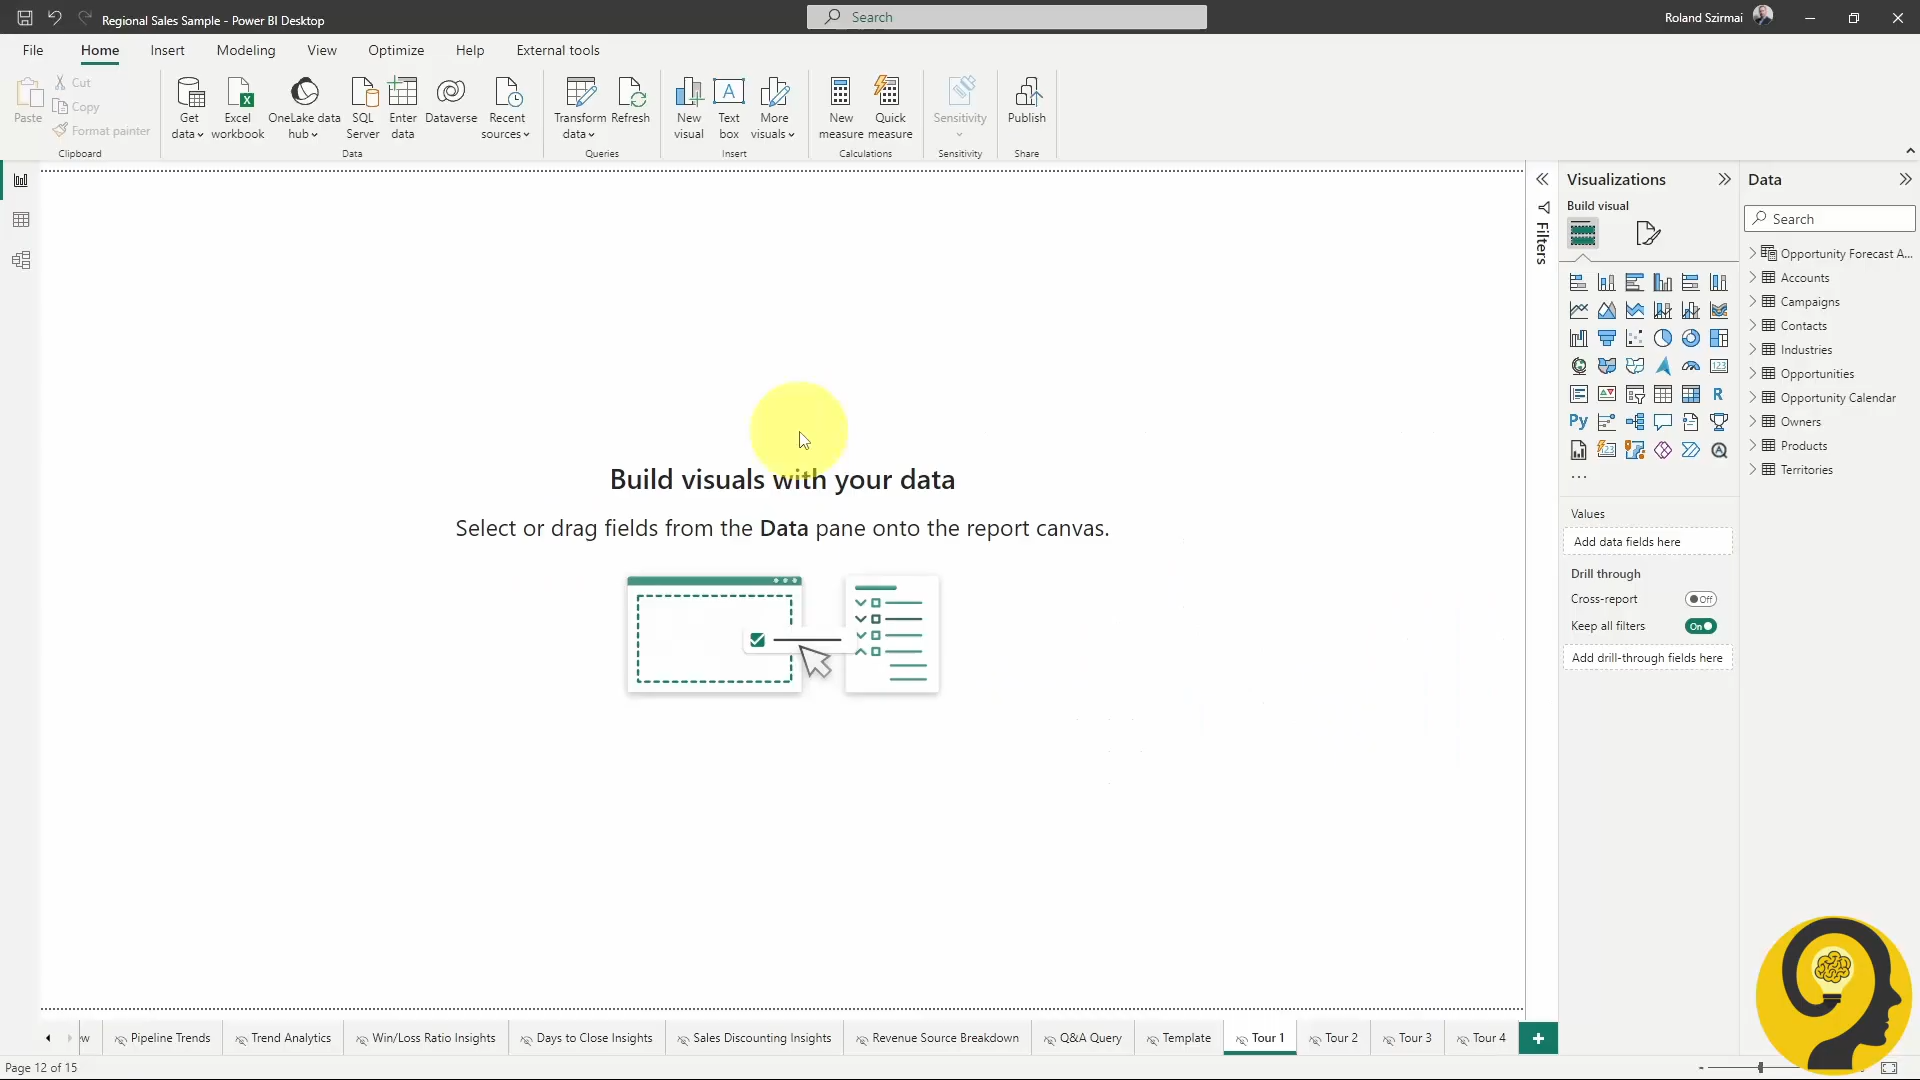 Regional Sales Sample - Power BI Desktop
Search
Roland Szirmai
File
Home
Insert
Modeling
View
Optimize
Help
External tools
Paste
Cut
Copy
Format painter
Clipboard
Get data
Excel workbook
OneLake data hub
SQL Server
Enter data
Dataverse
Recent sources
Data
Transform data
Refresh
Queries
New visual
Text box
More visuals
Insert
New measure
Quick measure
Calculations
Sensitivity
Sensitivity
Publish
Share
Build visuals with your data
Select or drag fields from the Data pane onto the report canvas.
Filters
Visualizations
Build visual
123
R
Py
123
...
Values
Add data fields here
Drill through
Cross-report
Off
Keep all filters
On
Add drill-through fields here
Data
Search
Opportunity Forecast A...
Accounts
Campaigns
Contacts
Industries
Opportunities
Opportunity Calendar
Owners
Products
Territories
ew
Pipeline Trends
Trend Analytics
Win/Loss Ratio Insights
Days to Close Insights
Sales Discounting Insights
Revenue Source Breakdown
Q&A Query
Template
Tour 1
Tour 2
Tour 3
Tour 4
+
Page 12 of 15